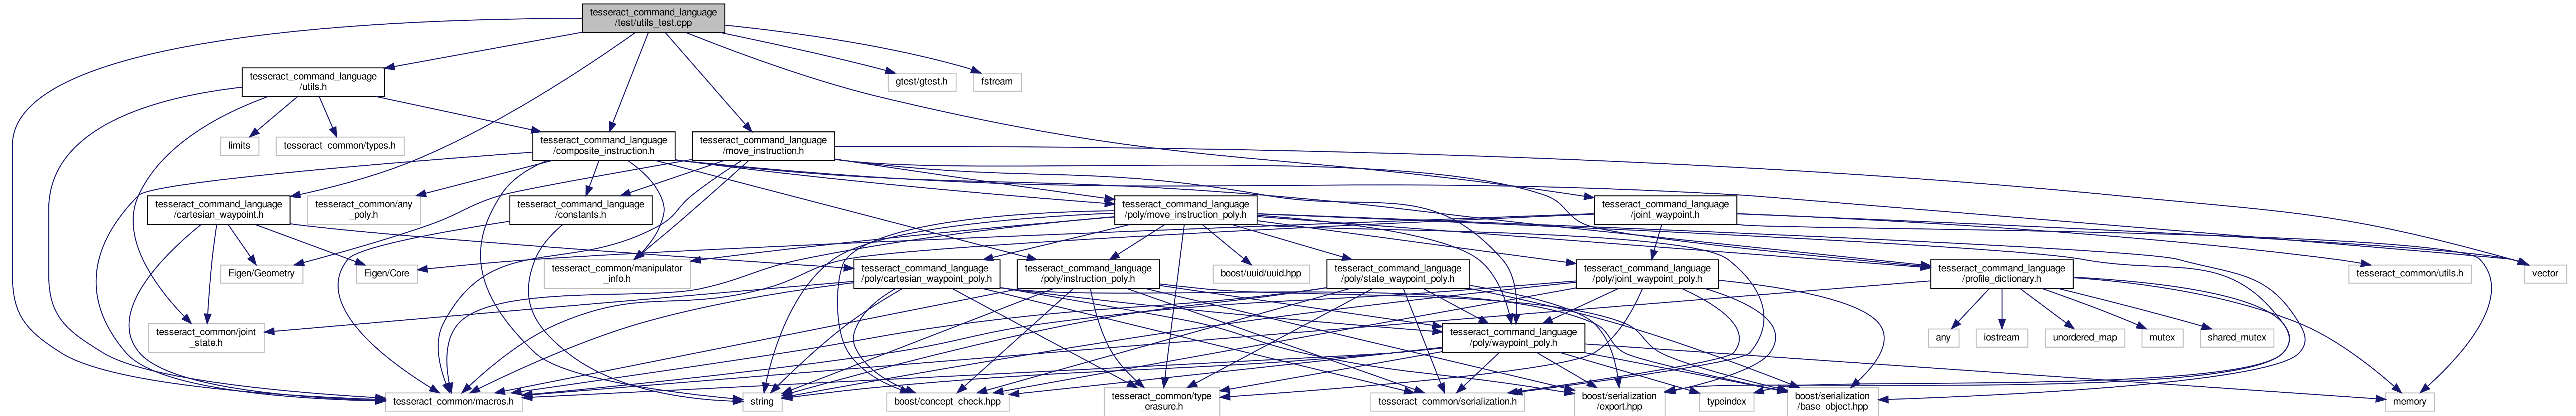 tesseract_command_language
/test/utils_test.cpp
tesseract_command_language
/utils.h
gtest/gtest.h
fstream
limits
tesseract_common/types.h
tesseract_command_language
/composite_instruction.h
tesseract_command_language
/move_instruction.h
tesseract_command_language
/cartesian_waypoint.h
tesseract_common/any
_poly.h
tesseract_command_language
/constants.h
tesseract_command_language
/poly/move_instruction_poly.h
tesseract_command_language
/joint_waypoint.h
Eigen/Geometry
Eigen/Core
tesseract_common/manipulator
_info.h
tesseract_command_language
/poly/cartesian_waypoint_poly.h
tesseract_command_language
/poly/instruction_poly.h
boost/uuid/uuid.hpp
tesseract_command_language
/poly/state_waypoint_poly.h
tesseract_command_language
/poly/joint_waypoint_poly.h
tesseract_command_language
/profile_dictionary.h
tesseract_common/utils.h
vector
tesseract_common/joint
_state.h
tesseract_command_language
/poly/waypoint_poly.h
any
iostream
unordered_map
mutex
shared_mutex
tesseract_common/macros.h
string
boost/concept_check.hpp
tesseract_common/type
_erasure.h
tesseract_common/serialization.h
boost/serialization
/export.hpp
typeindex
boost/serialization
/base_object.hpp
memory